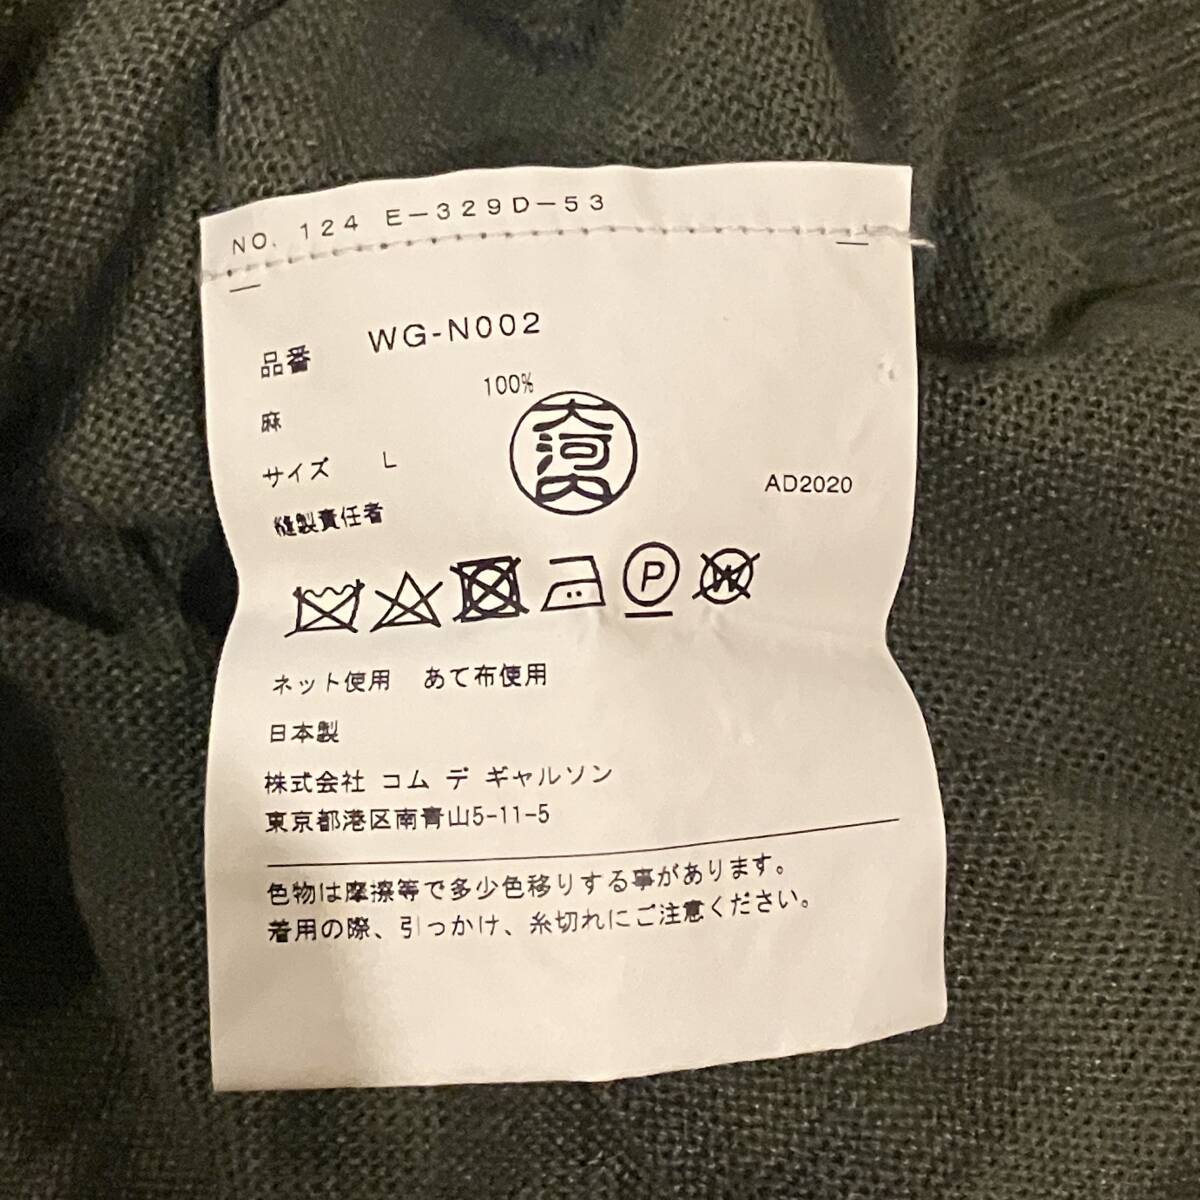 NO. 124 E-329D-53
品番 WG-N002
麻 100%
サイズ L
大河内
AD2020
縫製責任者
P W
ネット使用 あて布使用
日本製
株式会社 コム デ ギャルソン
東京都港区南青山5-11-5
色物は摩擦等で多少色移りする事があります。
着用の際、引っかけ、糸切れにご注意ください。